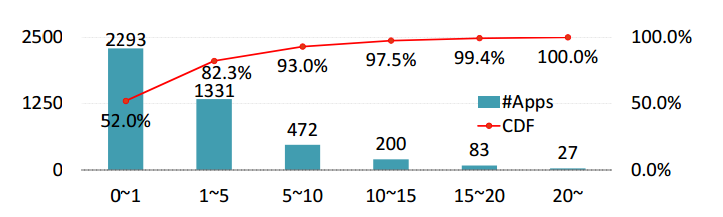 2500 2293 100.0%
82.3% 93.0% 97.5% 99.4% 100.0%
1331
1250 52.0% #Apps 50.0%
CDF
472 200 83 27
0 0.0%
0~1 1~5 5~10 10~15 15~20 20~